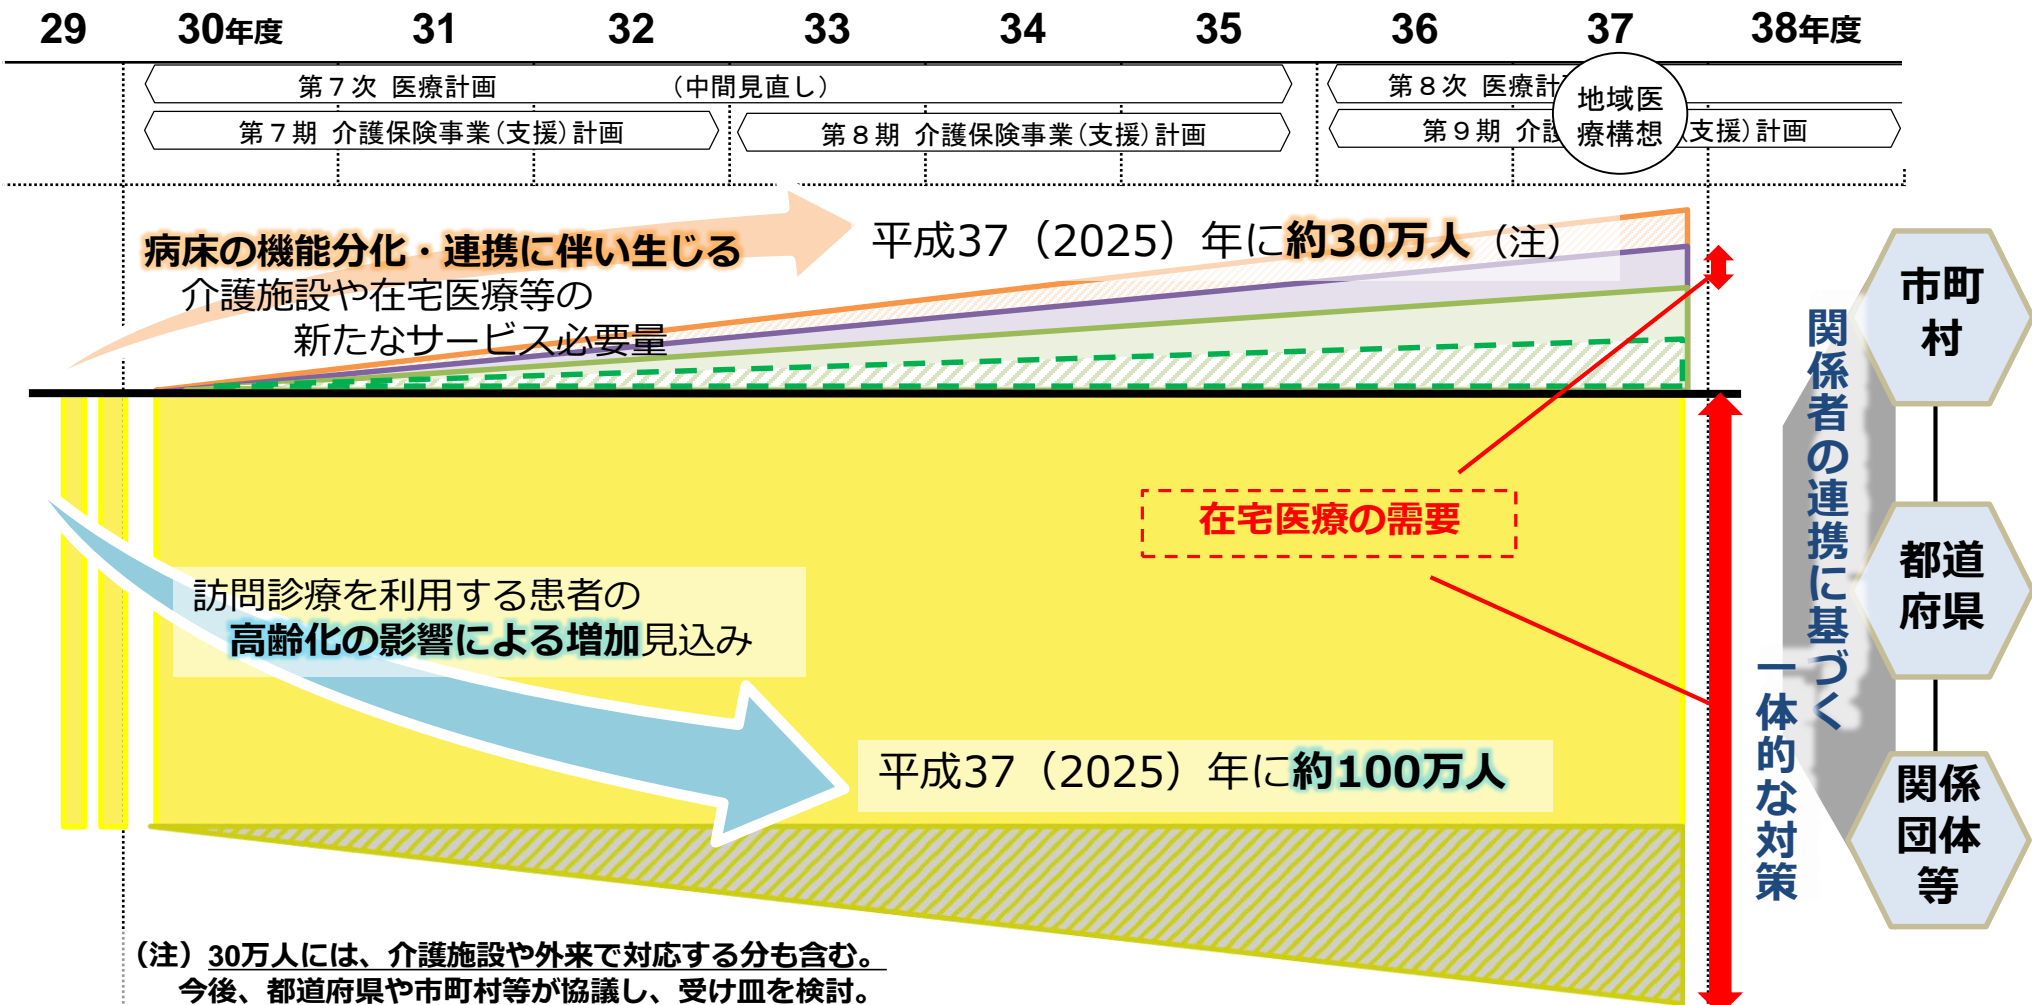 29 30年度 31 32 33 34 35 36 37 38年度
第７次 医療計画 （中間見直し）
第８次 医療計
地域医
療構想
第７期 介護保険事業（支援）計画
第８期 介護保険事業（支援）計画
第９期 介護 支援）計画
病床の機能分化・連携に伴い生じる
介護施設や在宅医療等の
新たなサービス必要量
平成37（2025）年に約30万人（注）
在宅医療の需要
訪問診療を利用する患者の
高齢化の影響による増加見込み
平成37（2025）年に約100万人
関係者の連携に基づく
一体的な対策
市町
村
都道
府県
関係
団体
等
（注）30万人には、介護施設や外来で対応する分も含む。
今後、都道府県や市町村等が協議し、受け皿を検討。